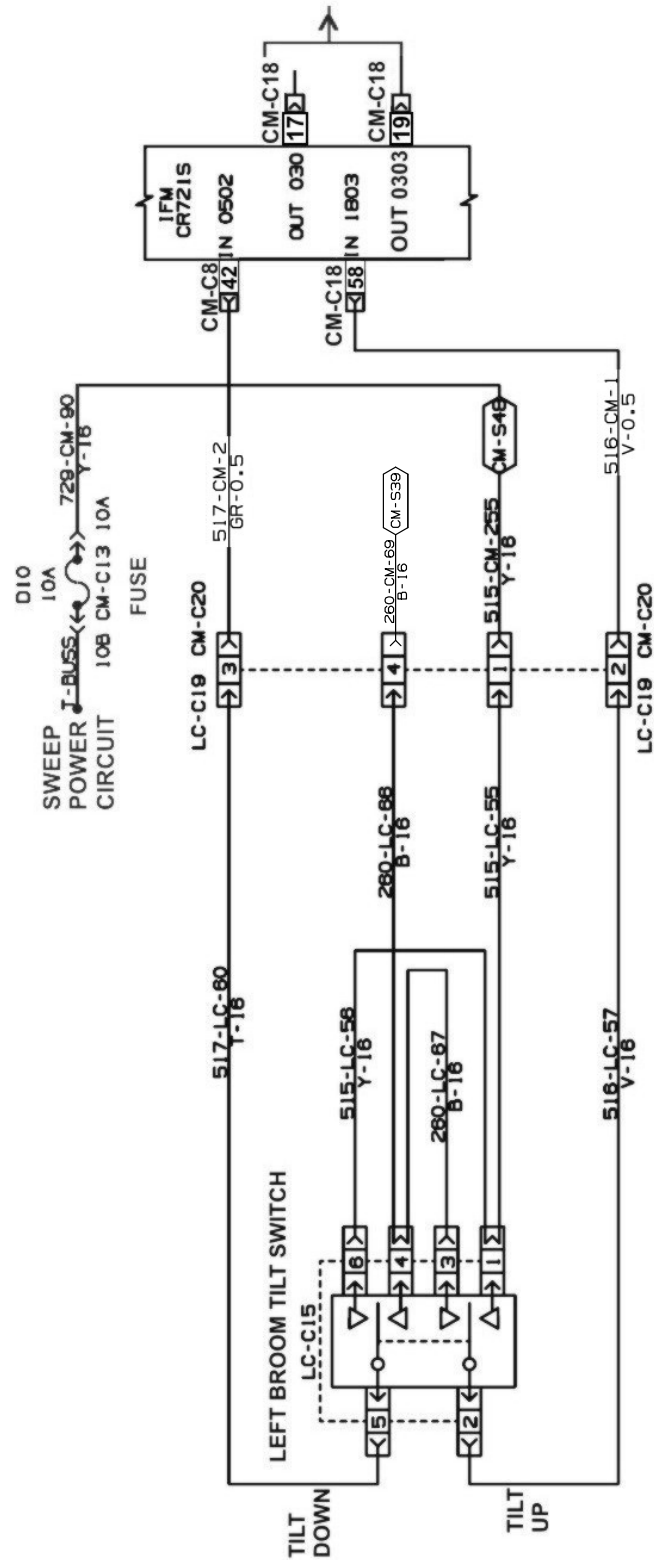 SWEEP
POWER
CIRCUIT
J-BUSS
D10
10A
10B CM-C13 10A
FUSE
729-CM-90
Y-16
LC-C19 CM-C20
3
517-LC-60
Y-16
517-CM-2
GR-0.5
CM-C8
42
IN 0502
IFM
CR721S
OUT 030
17
CM-C18
CM-C18
58
IN 1803
OUT 0303
19
CM-C18
LEFT BROOM TILT SWITCH
LC-C15
TILT
DOWN
5
2
TILT
UP
6
4
3
1
515-LC-56
Y-16
260-LC-67
B-16
260-LC-66
B-16
4
260-CM-69
B-16
CM-S39
515-LC-55
Y-16
1
515-CM-255
Y-16
CM-S48
516-LC-57
V-16
2
LC-C19 CM-C20
516-CM-1
V-0.5